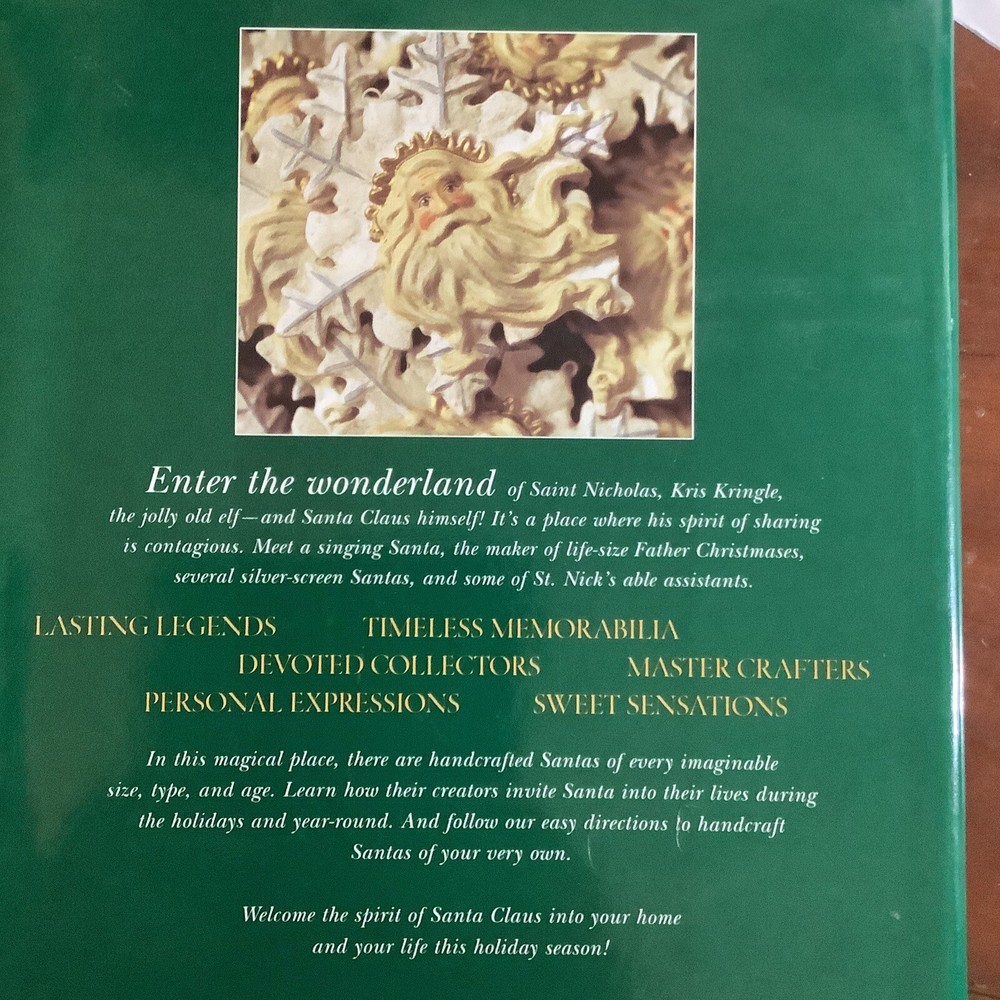 Enter the wonderland of Saint Nicholas, Kris Kringle,
the jolly old elf—and Santa Claus himself! It's a place where his spirit of sharing
is contagious. Meet a singing Santa, the maker of life-size Father Christmases,
several silver-screen Santas, and some of St. Nick's able assistants.
LASTING LEGENDS TIMELESS MEMORABILIA
DEVOTED COLLECTORS MASTER CRAFTERS
PERSONAL EXPRESSIONS SWEET SENSATIONS
In this magical place, there are handcrafted Santas of every imaginable
size, type, and age. Learn how their creators invite Santa into their lives during
the holidays and year-round. And follow our easy directions to handcraft
Santas of your very own.
Welcome the spirit of Santa Claus into your home
and your life this holiday season!